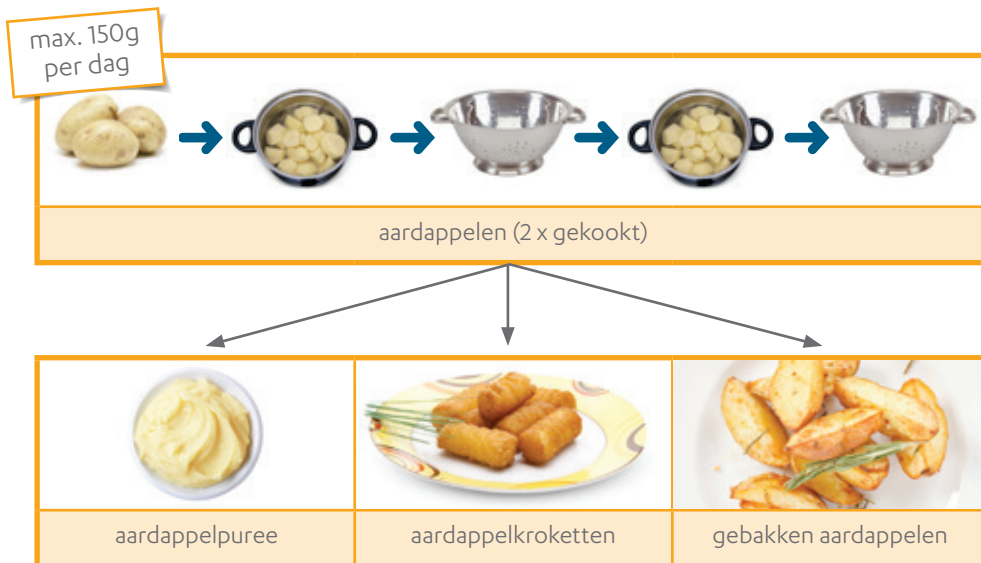 max. 150g
per dag
aardappelen (2 x gekookt)
aardappelpuree
aardappelkroketten
gebakken aardappelen